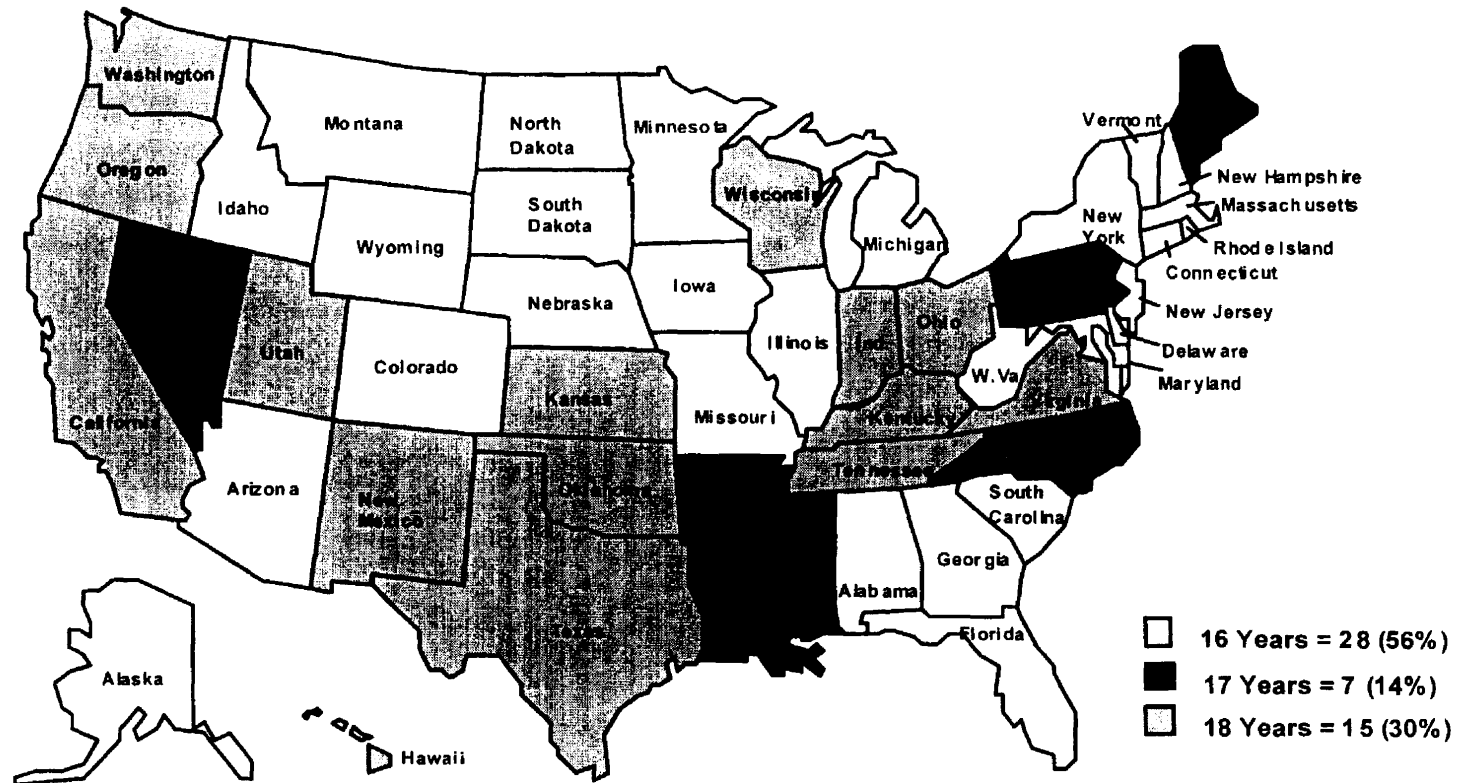 Washington
Montana
North
Dakota
Minnesota
Vermont
Oregon
Idaho
Wisconsin
New Hampshire
Massachusetts
South
Dakota
Wyoming
Michigan
New
York
Rhode Island
Connecticut
Iowa
Nebraska
New Jersey
Ohio
Illinois
Ind.
Utah
Colorado
Delaware
W.Va
Maryland
Kansas
Virginia
California
Missouri
Kentucky
Tennessee
Arizona
New
Mexico
Oklahoma
South
Carolina
Georgia
Alabama
Texas
Florida
Alaska
Hawaii
16 Years = 28 (56%)
17 Years = 7 (14%)
18 Years = 15 (30%)